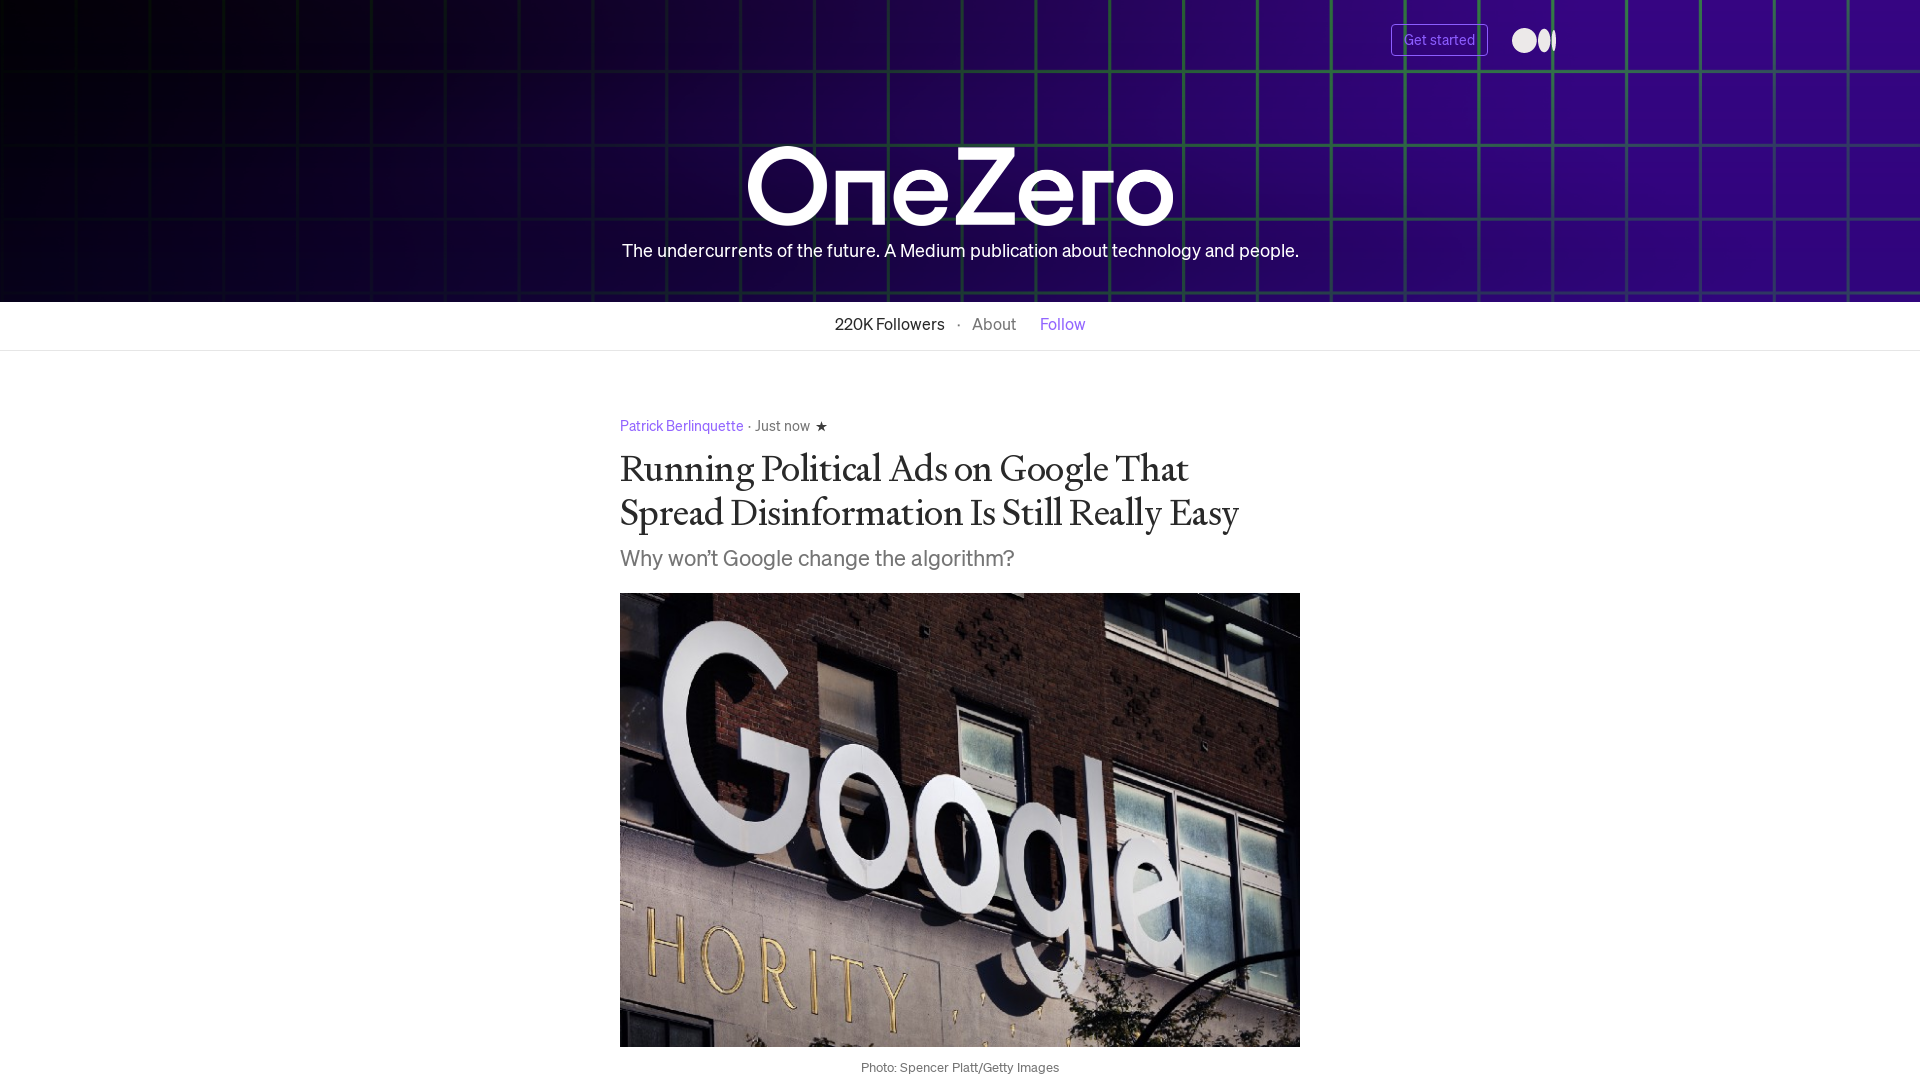 Get started
OneZero
The undercurrents of the future. A Medium publication about technology and people.
220K Followers · About Follow
Patrick Berlinquette · Just now ★
Running Political Ads on Google That
Spread Disinformation Is Still Really Easy
Why won’t Google change the algorithm?
Google
HORITY
Photo: Spencer Platt/Getty Images